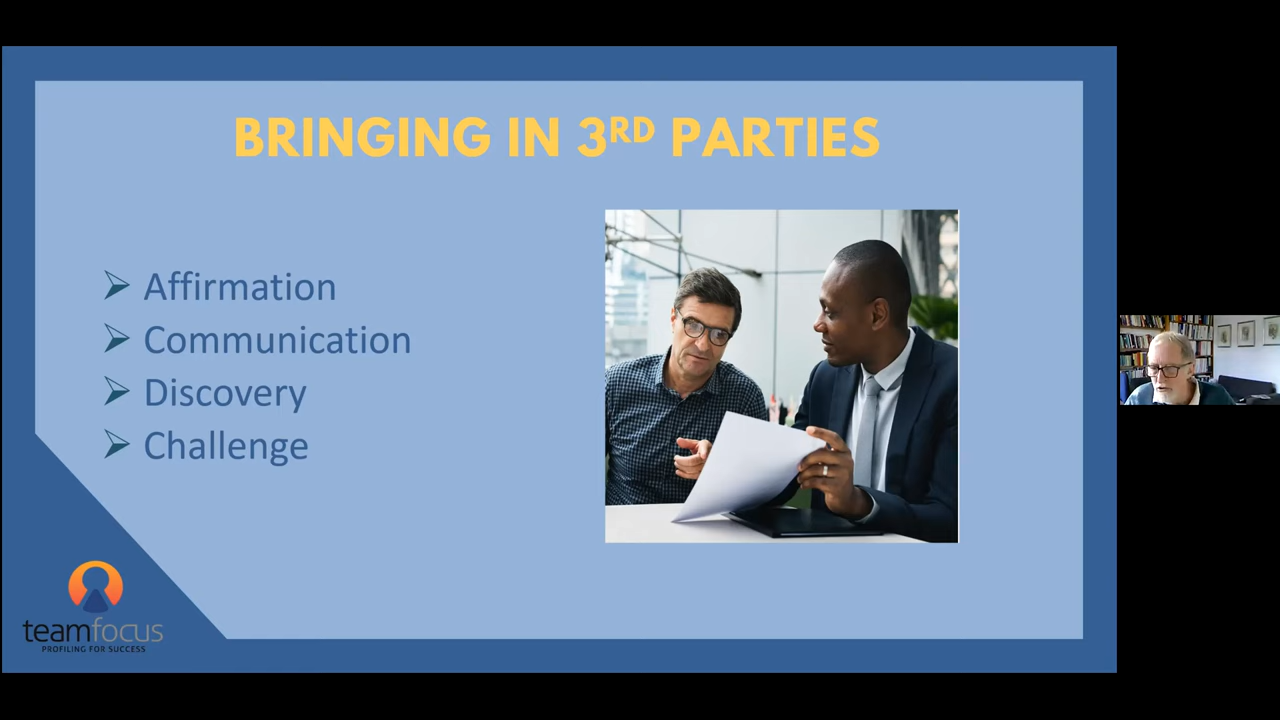 BRINGING IN 3RD PARTIES
Affirmation
Communication
Discovery
Challenge
teamfocus
PROFILING FOR SUCCESS